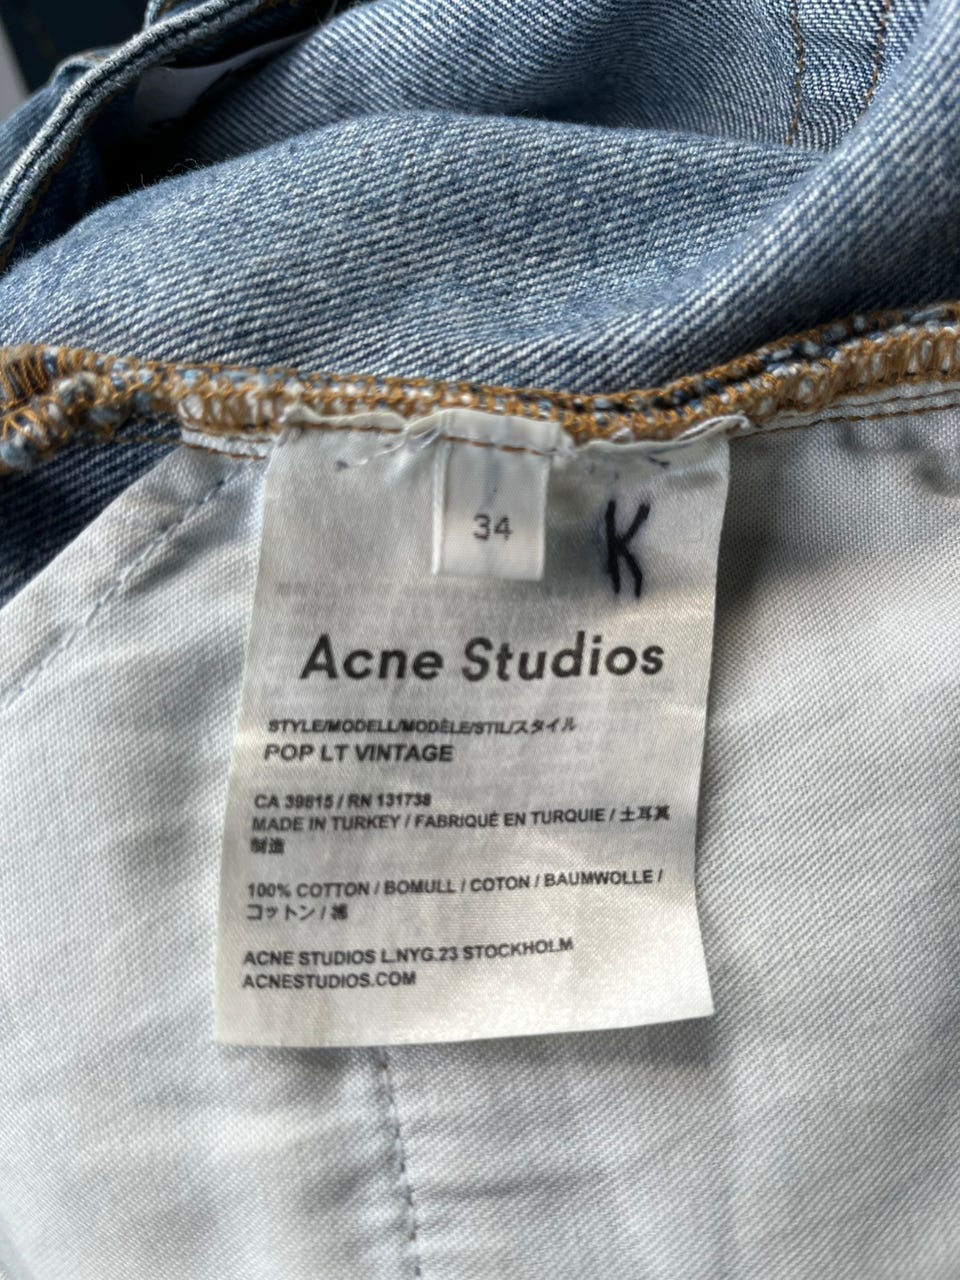 34
K
Acne Studios
STYLE/MODELL/MODÈLE/STIL/スタイル
POP LT VINTAGE
CA 39815 / RN 131738
MADE IN TURKEY / FABRIQUÉ EN TURQUIE / 土耳其
制造
100% COTTON / BOMULL / COTON / BAUMWOLLE /
コットン / 棉
ACNE STUDIOS L.NYG.23 STOCKHOLM
ACNESTUDIOS.COM